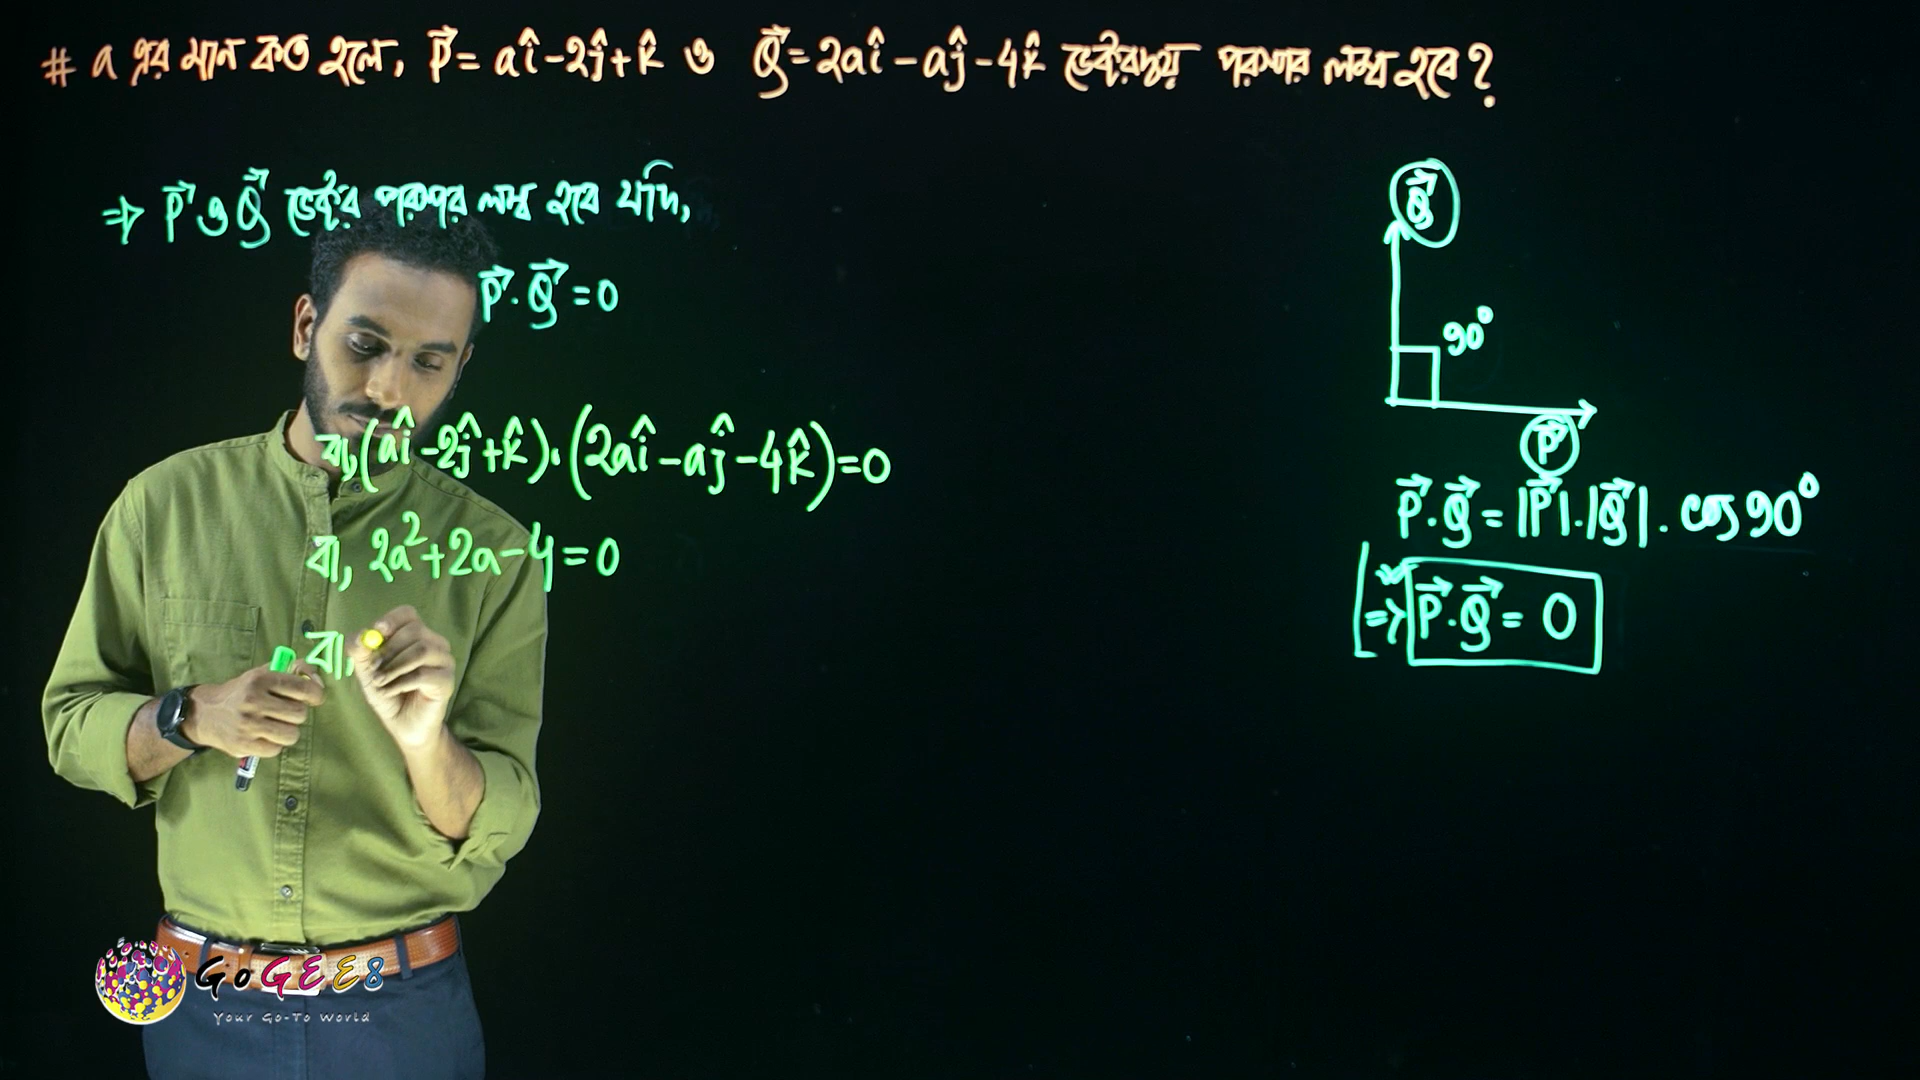 # a এর মান কত হলে, P⃗ = aî - 2ĵ + k̂ ও Q⃗ = 2aî - aĵ - 4k̂ ভেক্টরদ্বয় পরস্পর লম্ব হবে?
⇒ P⃗ ও Q⃗ ভেক্টর পরস্পর লম্ব হবে যদি,
P⃗ . Q⃗ = 0
বা, (aî - 2ĵ + k̂) . (2aî - aĵ - 4k̂) = 0
বা, 2a² + 2a - 4 = 0
বা,
Q⃗
90°
P⃗
P⃗ . Q⃗ = |P⃗| . |Q⃗| . cos 90°
⇒ P⃗ . Q⃗ = 0
GoGEE8
Your Go-To World